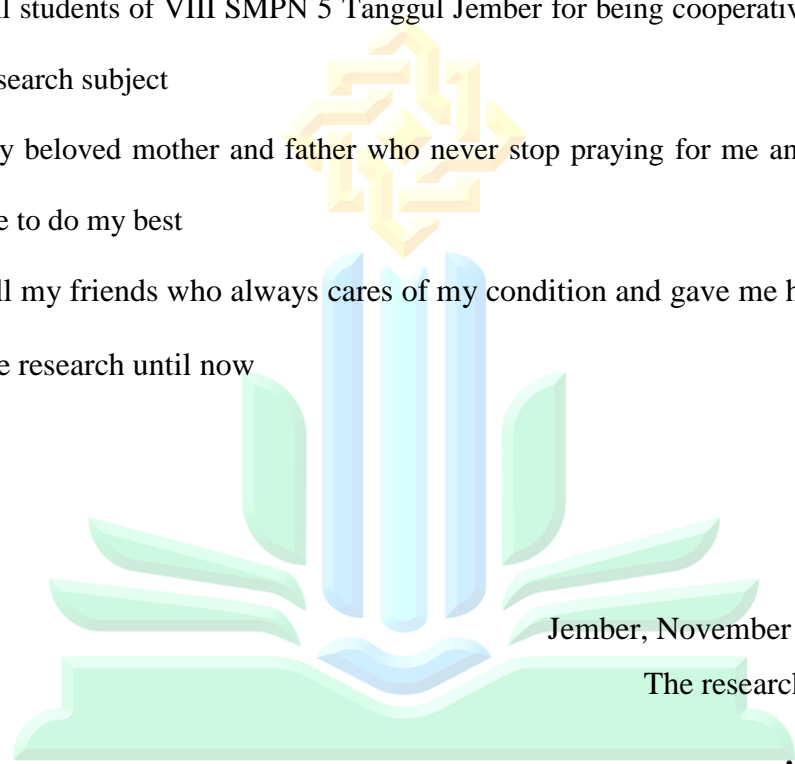 ll students of VIII SMPN 5 Tanggul Jember for being cooperativ
search subject
y beloved mother and father who never stop praying for me an
e to do my best
ll my friends who always cares of my condition and gave me h
e research until now
Jember, November
The research